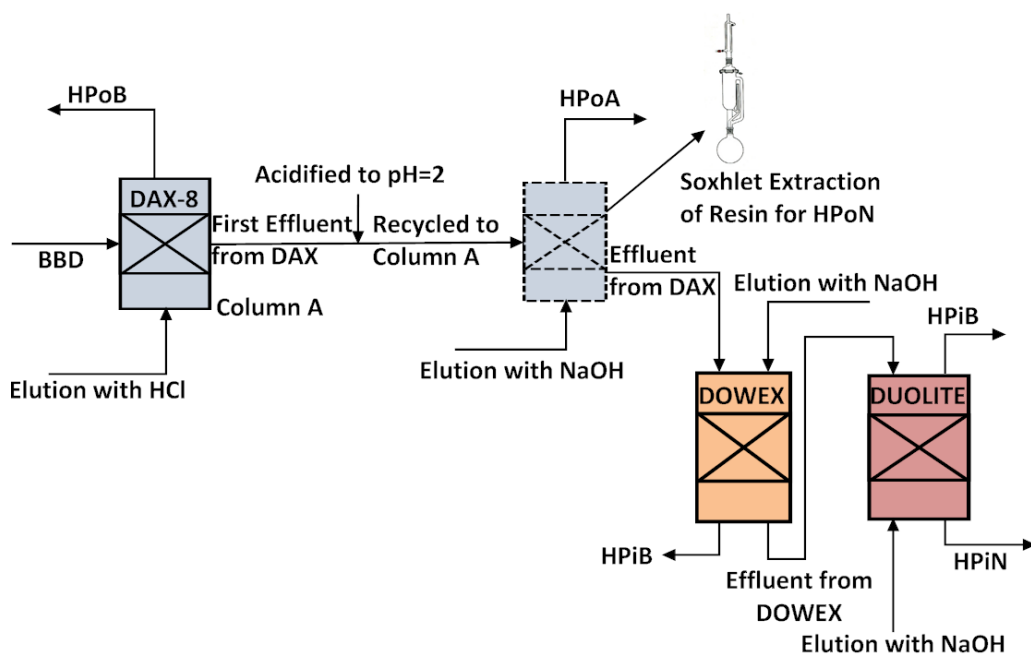 HPoB
HPoA
DAX-8
Acidified to pH=2
Soxhlet Extraction
of Resin for HPoN
First Effluent
from DAX
Recycled to
Column A
BBD
Column A
Effluent
from DAX
Elution with NaOH
HPiB
Elution with HCl
Elution with NaOH
DOWEX
DUOLITE
HPiB
HPiN
Effluent from
DOWEX
Elution with NaOH